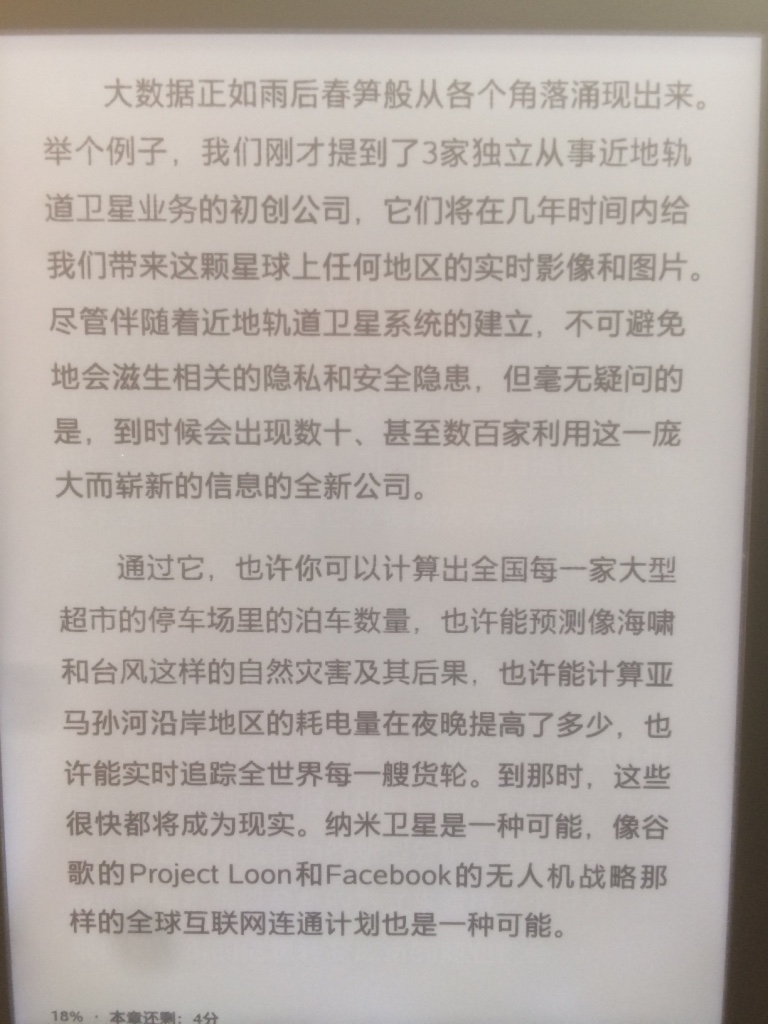 大数据正如雨后春笋般从各个角落涌现出来。
举个例子，我们刚才提到了3家独立从事近地轨
道卫星业务的初创公司，它们将在几年时间内给
我们带来这颗星球上任何地区的实时影像和图片。
尽管伴随着近地轨道卫星系统的建立，不可避免
地会滋生相关的隐私和安全隐患，但毫无疑问的
是，到时候会出现数十、甚至数百家利用这一庞
大而崭新的信息的全新公司。
通过它，也许你可以计算出全国每一家大型
超市的停车场里的泊车数量，也许能预测像海啸
和台风这样的自然灾害及其后果，也许能计算亚
马孙河沿岸地区的耗电量在夜晚提高了多少，也
许能实时追踪全世界每一艘货轮。到那时，这些
很快都将成为现实。纳米卫星是一种可能，像谷
歌的Project Loon和Facebook的无人机战略那
样的全球互联网连通计划也是一种可能。
18% · 本章还剩：4分